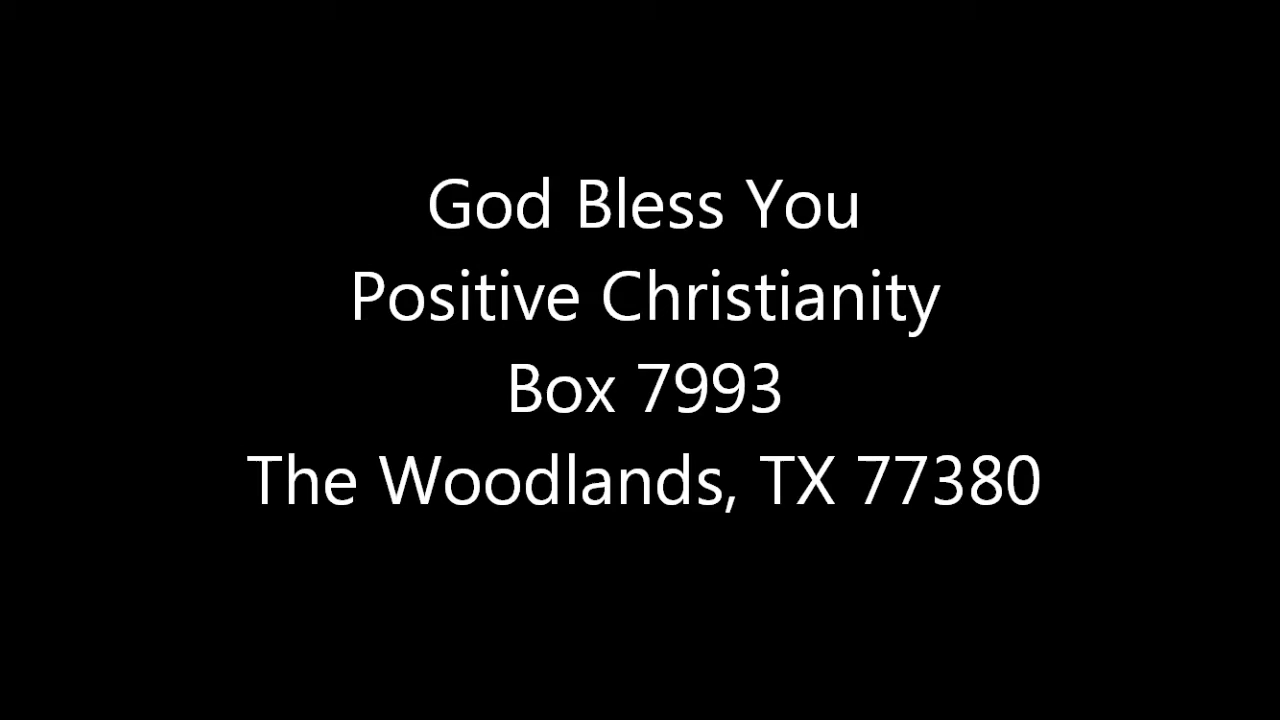 God Bless You
Positive Christianity
Box 7993
The Woodlands, TX 77380